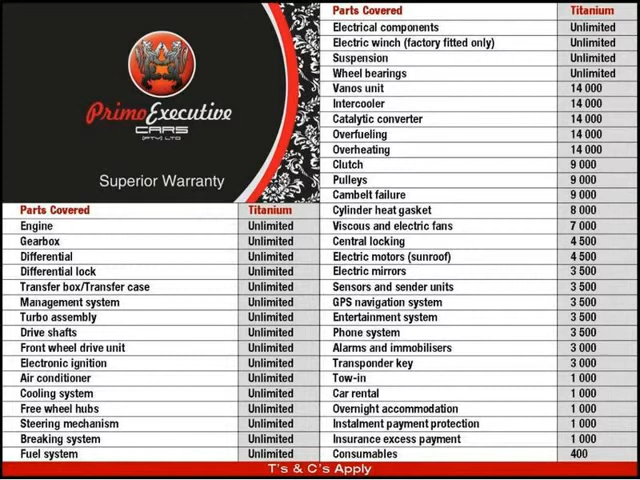 Primo Executive
CARS
(PTY) LTD
Superior Warranty
Parts Covered Titanium
Engine Unlimited
Gearbox Unlimited
Differential Unlimited
Differential lock Unlimited
Transfer box/Transfer case Unlimited
Management system Unlimited
Turbo assembly Unlimited
Drive shafts Unlimited
Front wheel drive unit Unlimited
Electronic ignition Unlimited
Air conditioner Unlimited
Cooling system Unlimited
Free wheel hubs Unlimited
Steering mechanism Unlimited
Breaking system Unlimited
Fuel system Unlimited
Parts Covered Titanium
Electrical components Unlimited
Electric winch (factory fitted only) Unlimited
Suspension Unlimited
Wheel bearings Unlimited
Vanos unit 14 000
Intercooler 14 000
Catalytic converter 14 000
Overfueling 14 000
Overheating 14 000
Clutch 9 000
Pulleys 9 000
Cambelt failure 9 000
Cylinder heat gasket 8 000
Viscous and electric fans 7 000
Central locking 4 500
Electric motors (sunroof) 4 500
Electric mirrors 3 500
Sensors and sender units 3 500
GPS navigation system 3 500
Entertainment system 3 500
Phone system 3 500
Alarms and immobilisers 3 000
Transponder key 3 000
Tow-in 1 000
Car rental 1 000
Overnight accommodation 1 000
Instalment payment protection 1 000
Insurance excess payment 1 000
Consumables 400
T's & C's Apply